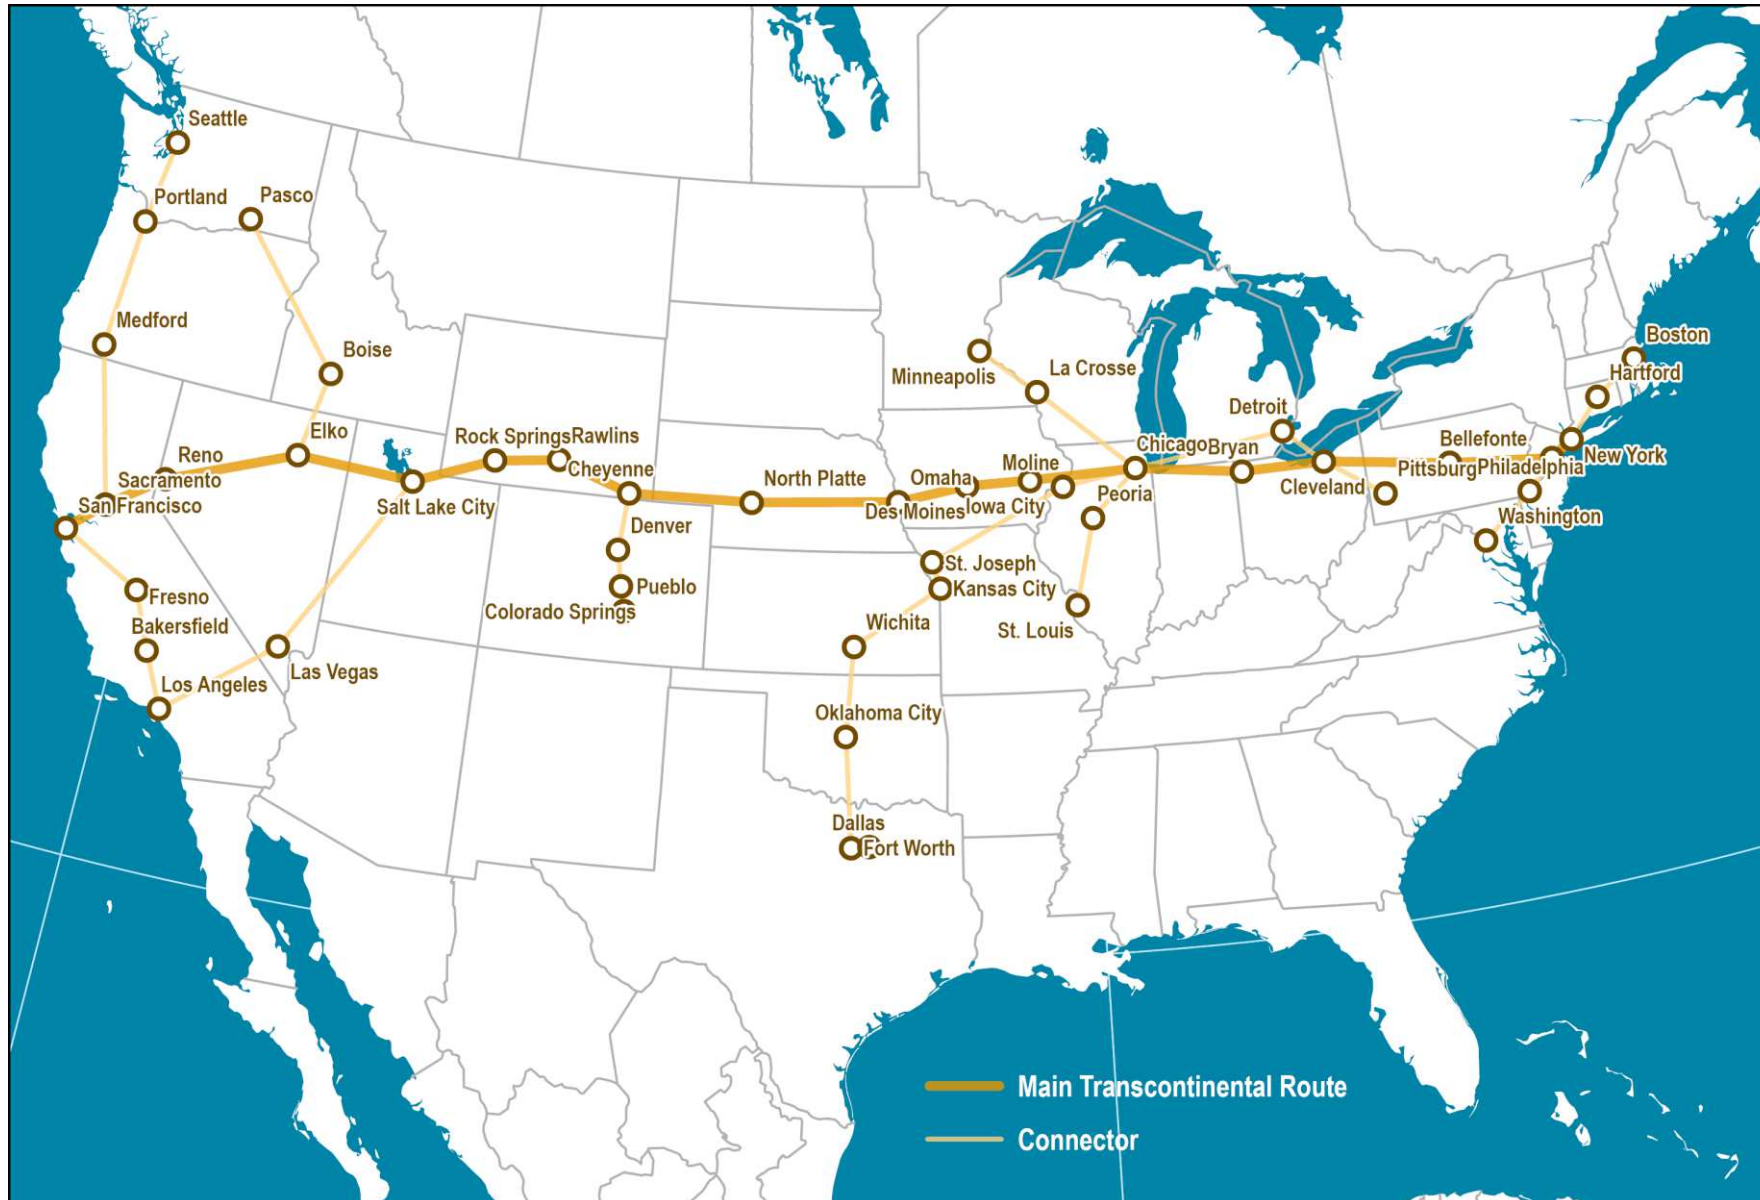 Seattle
Portland
Pasco
Medford
Boise
Boston
Hartford
Minneapolis
La Crosse
Detroit
Elko
Reno
Sacramento
San Francisco
Rock Springs
Rawlins
Cheyenne
Salt Lake City
North Platte
Omaha
Des Moines
Moline
Iowa City
Chicago
Bryan
Peoria
Cleveland
Bellefonte
Pittsburg
Philadelphia
New York
Washington
Denver
Pueblo
Colorado Springs
St. Joseph
Kansas City
St. Louis
Wichita
Fresno
Bakersfield
Los Angeles
Las Vegas
Oklahoma City
Dallas
Fort Worth
Main Transcontinental Route
Connector